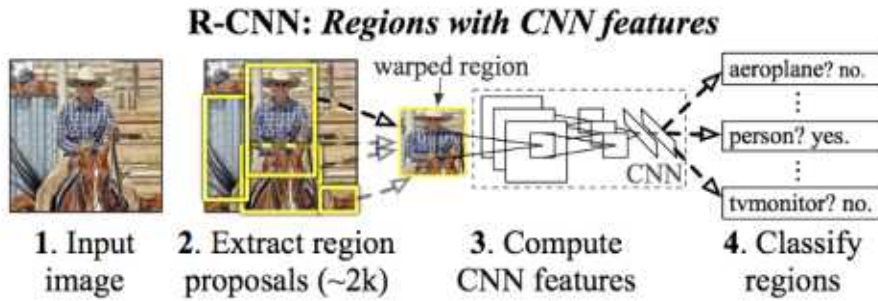 R-CNN: Regions with CNN features
warped region
aeroplane? no.
⋮
person? yes.
⋮
tvmonitor? no.
CNN
1. Input
image
2. Extract region
proposals (~2k)
3. Compute
CNN features
4. Classify
regions